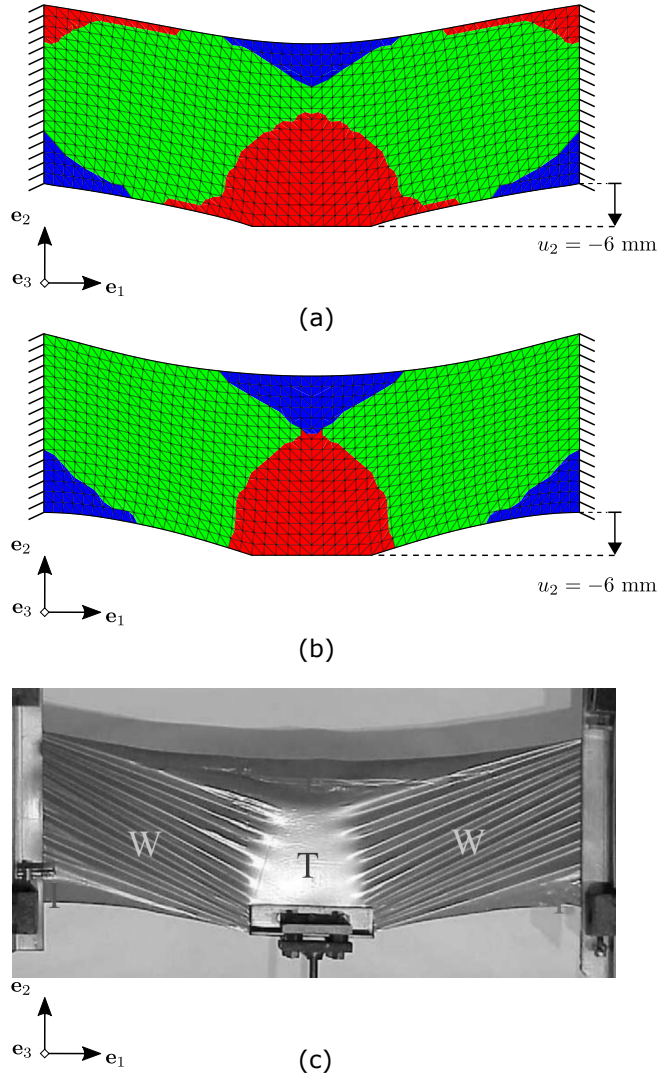 e₂
u₂ = −6 mm
e₃ e₁
(a)
e₂
u₂ = −6 mm
e₃ e₁
(b)
W T W
e₂
e₃ e₁
(c)